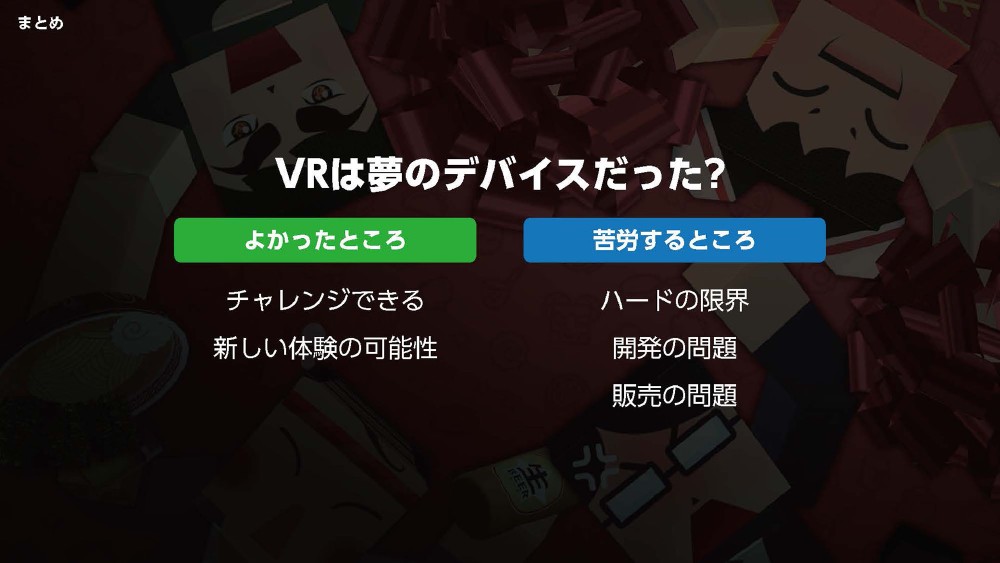 まとめ
VRは夢のデバイスだった?
よかったところ
チャレンジできる
新しい体験の可能性
苦労するところ
ハードの限界
開発の問題
販売の問題
生
BEER